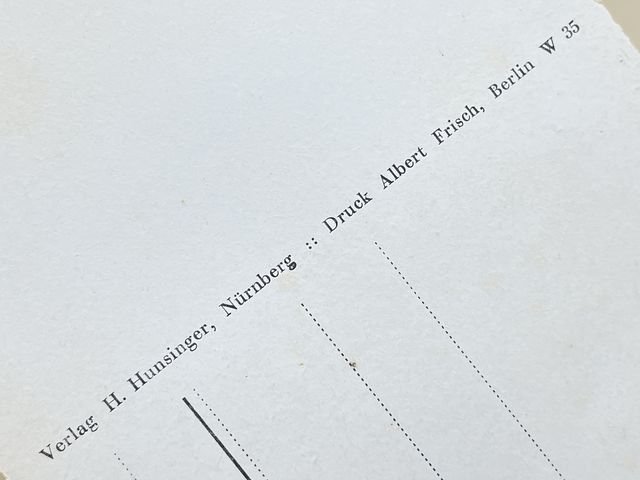 Verlag H. Hunsinger, Nürnberg :: Druck Albert Frisch, Berlin W 35